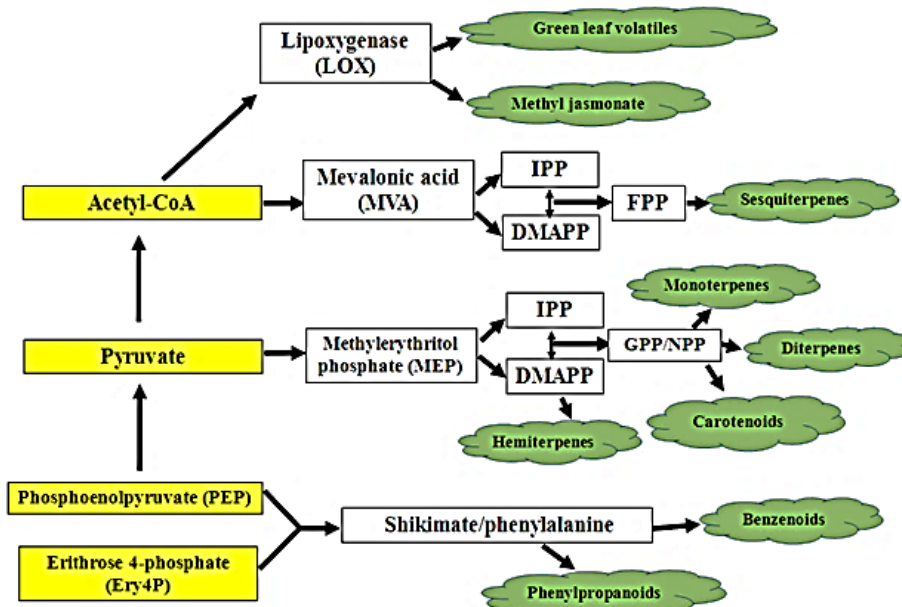 Lipoxygenase
(LOX)
Green leaf volatiles
Methyl jasmonate
Acetyl-CoA
Mevalonic acid
(MVA)
IPP
DMAPP
FPP
Sesquiterpenes
Pyruvate
Methylerythritol
phosphate (MEP)
IPP
DMAPP
GPP/NPP
Monoterpenes
Diterpenes
Carotenoids
Hemiterpenes
Phosphoenolpyruvate (PEP)
Erithrose 4-phosphate
(Ery4P)
Shikimate/phenylalanine
Benzenoids
Phenylpropanoids